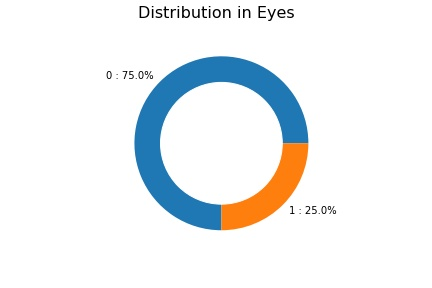 Distribution in Eyes
0 : 75.0%
1 : 25.0%